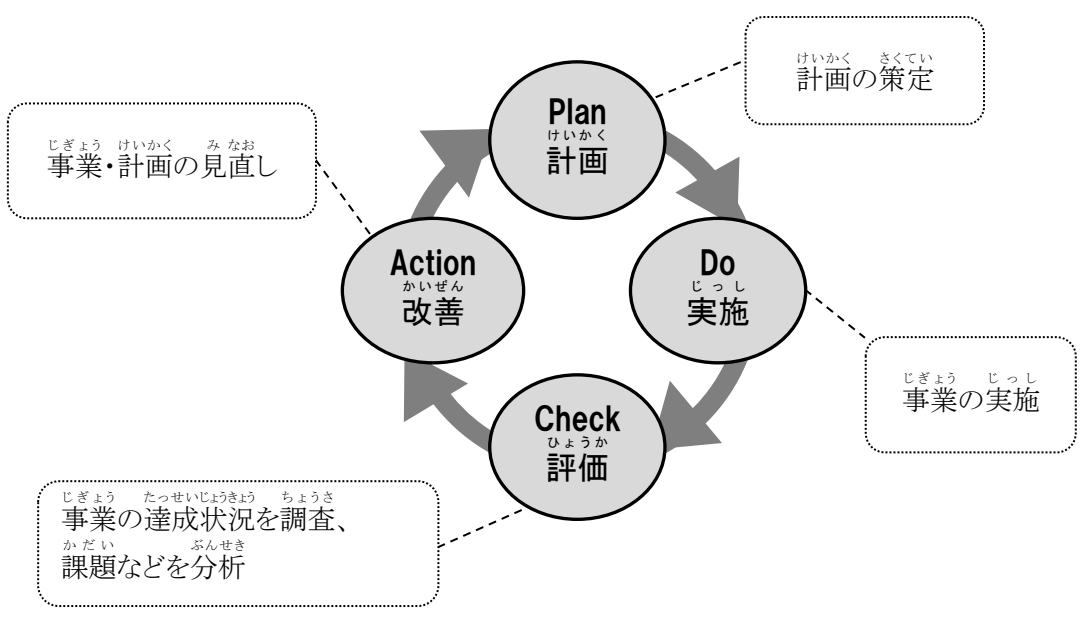 けいかく さくてい
計画の策定
Plan
けいかく
計画
じぎょう けいかく み なお
事業・計画の見直し
Action
かいぜん
改善
Do
じっし
実施
じぎょう じっし
事業の実施
Check
ひょうか
評価
じぎょう たっせいじょうきょう ちょうさ
事業の達成状況を調査、
かだい ぶんせき
課題などを分析